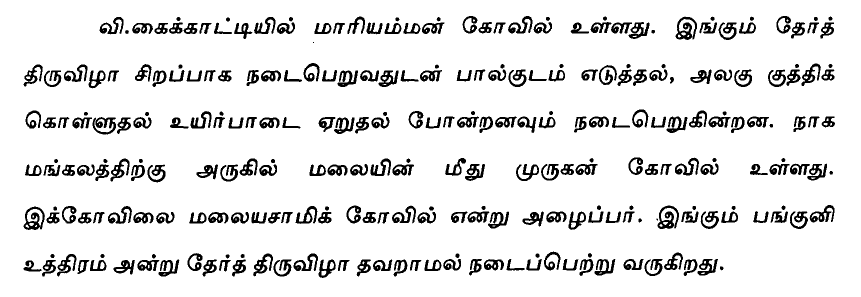 வி.கைக்காட்டியில் மாரியம்மன் கோவில் உள்ளது. இங்கும் தேர்த்
திருவிழா சிறப்பாக நடைபெறுவதுடன் பால்குடம் எடுத்தல், அலகு குத்திக்
கொள்ளுதல் உயிர்பாடை ஏறுதல் போன்றனவும் நடைபெறுகின்றன. நாக
மங்கலத்திற்கு அருகில் மலையின் மீது முருகன் கோவில் உள்ளது.
இக்கோவிலை மலையசாமிக் கோவில் என்று அழைப்பர். இங்கும் பங்குனி
உத்திரம் அன்று தேர்த் திருவிழா தவறாமல் நடைப்பெற்று வருகிறது.